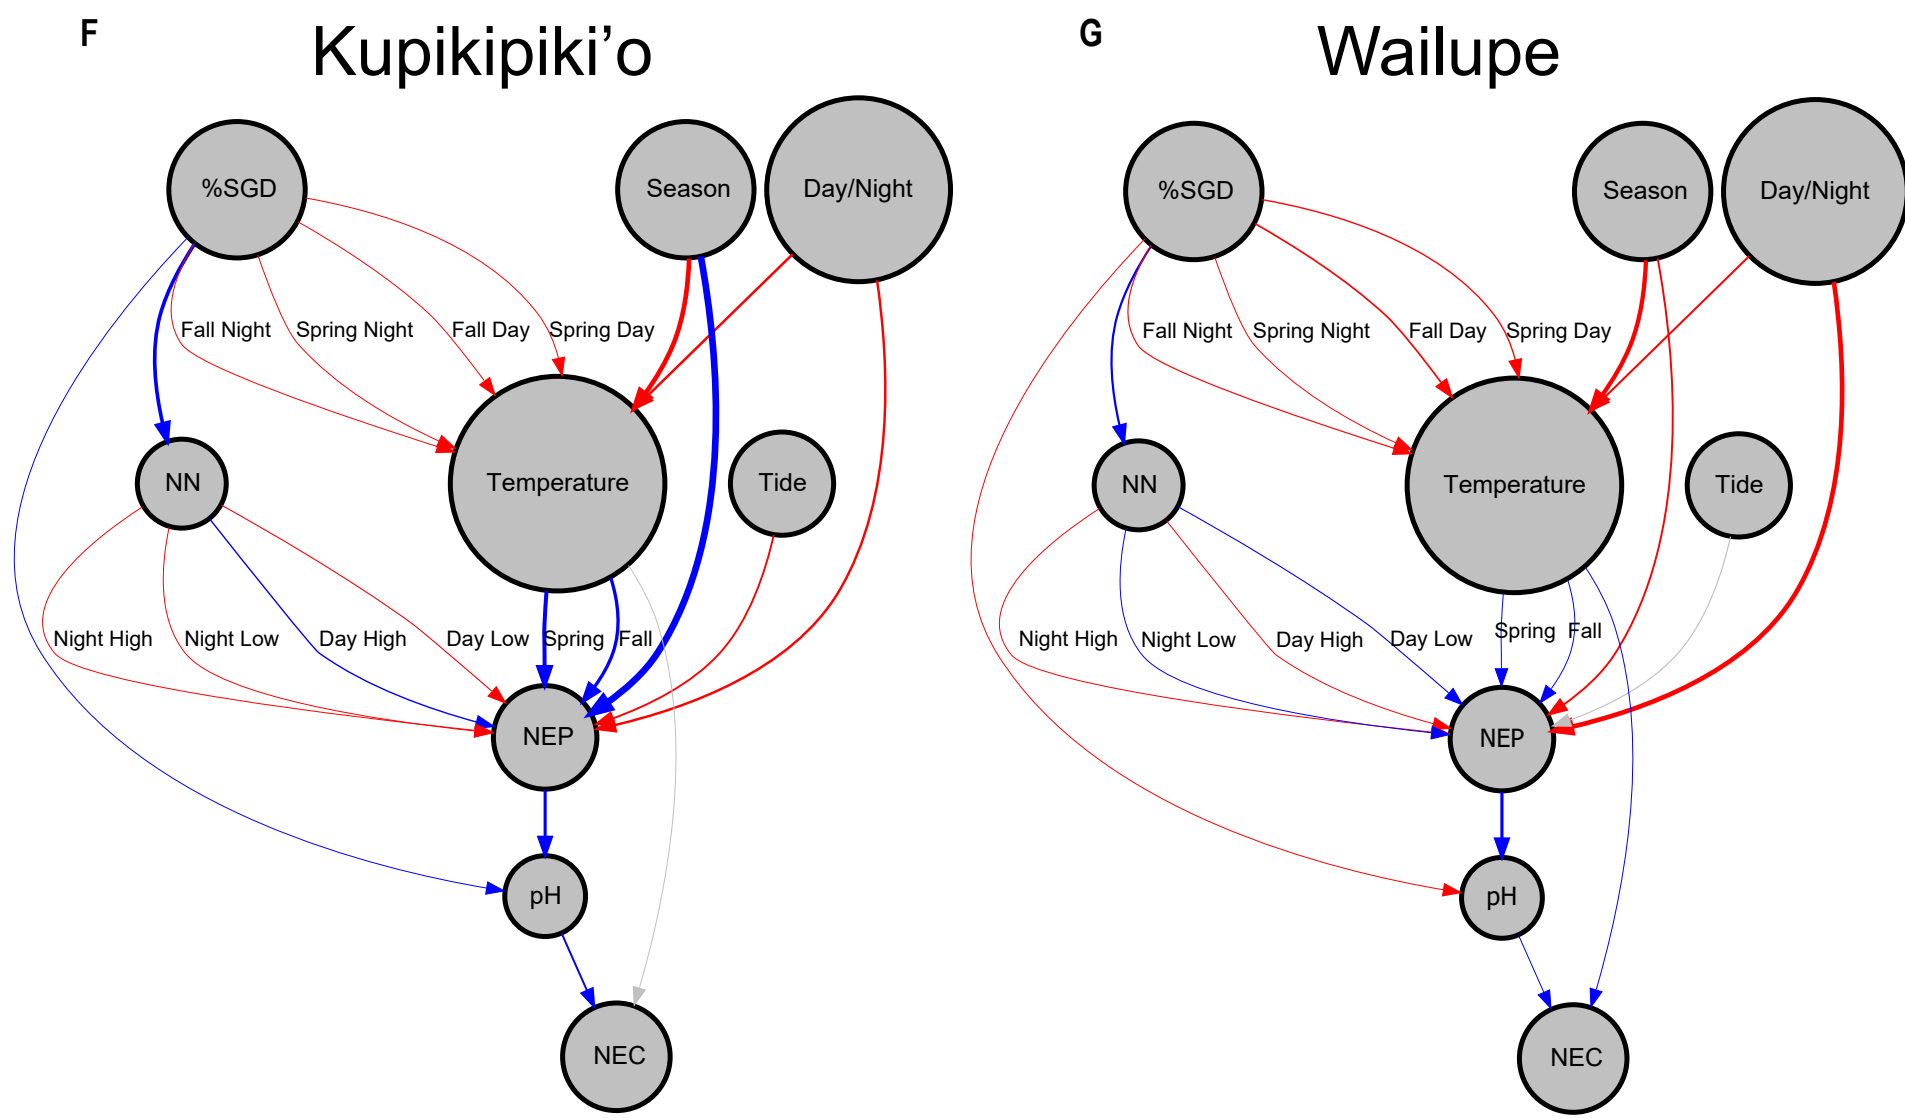 F
Kupikipiki’o
%SGD
Season
Day/Night
Fall Night
Spring Night
Fall Day
Spring Day
NN
Temperature
Tide
Night High
Night Low
Day High
Day Low
Spring
Fall
NEP
pH
NEC
G
Wailupe
%SGD
Season
Day/Night
Fall Night
Spring Night
Fall Day
Spring Day
NN
Temperature
Tide
Night High
Night Low
Day High
Day Low
Spring
Fall
NEP
pH
NEC